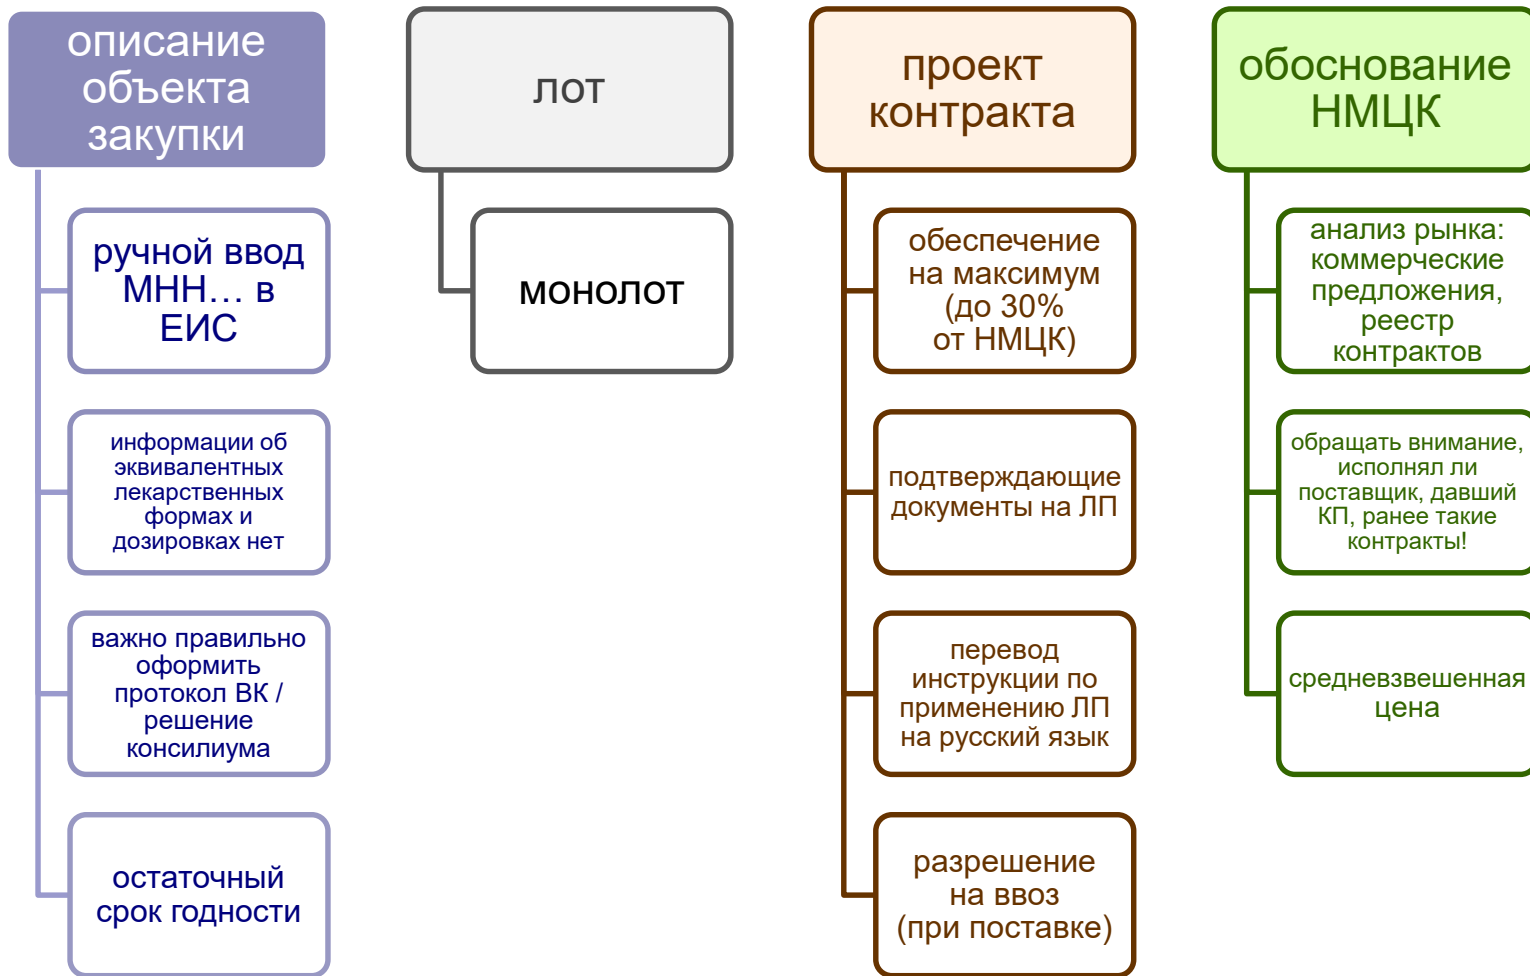 описание
объекта
закупки
ручной ввод
МНН... в
ЕИС
информации об
эквивалентных
лекарственных
формах и
дозировках нет
важно правильно
оформить
протокол ВК /
решение
консилиума
остаточный
срок годности
лот
монолот
проект
контракта
обеспечение
на максимум
(до 30%
от НМЦК)
подтверждающие
документы на ЛП
перевод
инструкции по
применению ЛП
на русский язык
разрешение
на ввоз
(при поставке)
обоснование
НМЦК
анализ рынка:
коммерческие
предложения,
реестр
контрактов
обращать внимание,
исполнял ли
поставщик, давший
КП, ранее такие
контракты!
средневзвешенная
цена